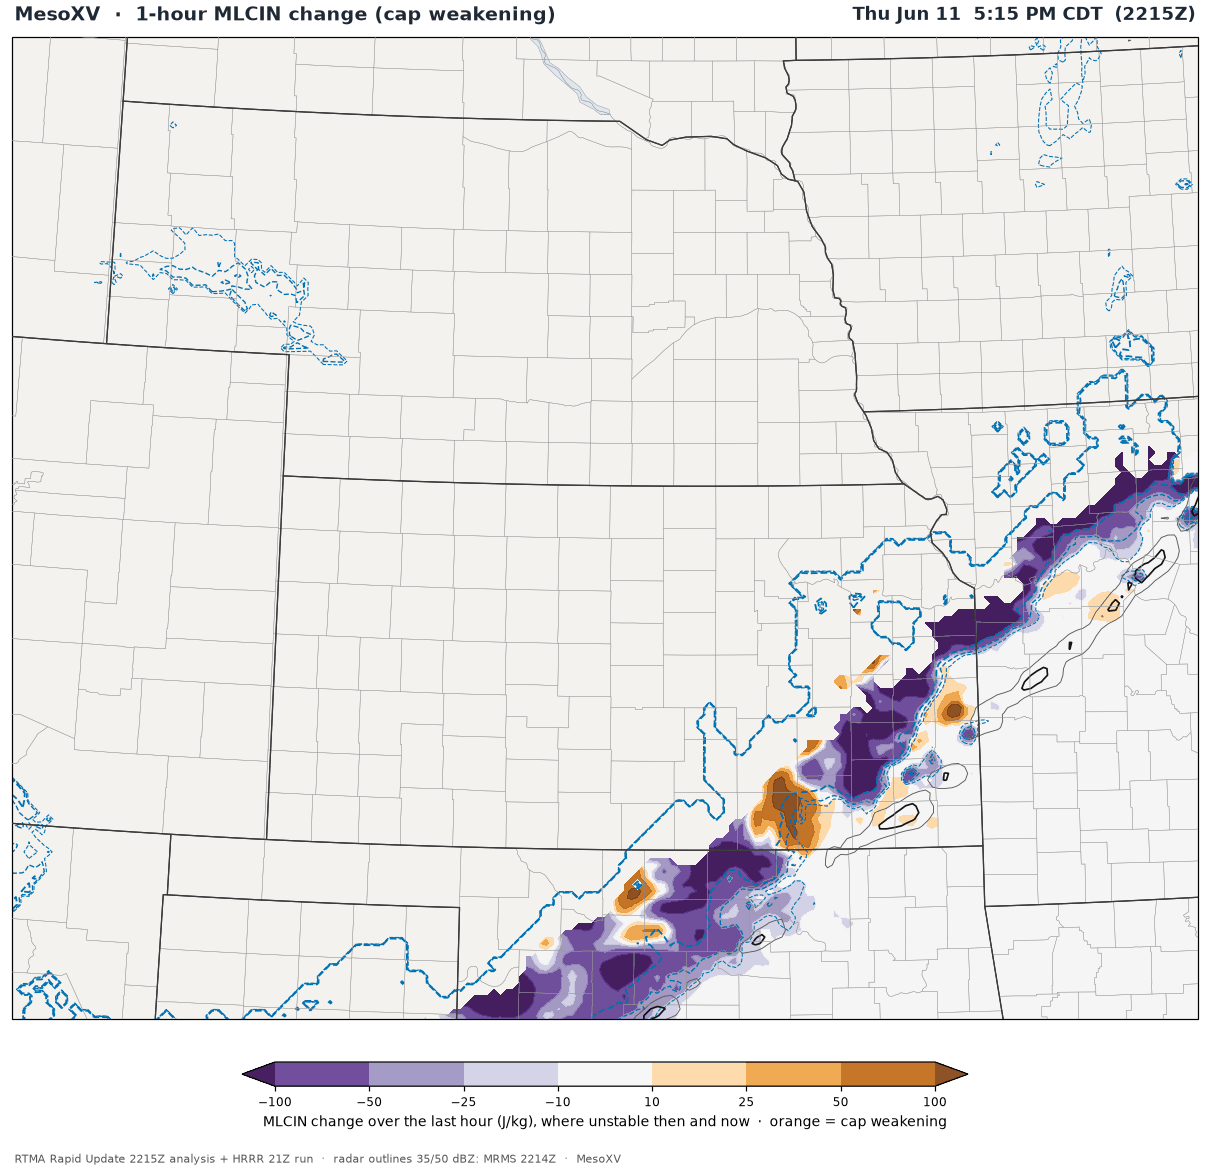 MesoXV · 1-hour MLCIN change (cap weakening)
Thu Jun 11 5:15 PM CDT (2215Z)
−100 −50 −25 −10 10 25 50 100
MLCIN change over the last hour (J/kg), where unstable then and now · orange = cap weakening
RTMA Rapid Update 2215Z analysis + HRRR 21Z run · radar outlines 35/50 dBZ: MRMS 2214Z · MesoXV